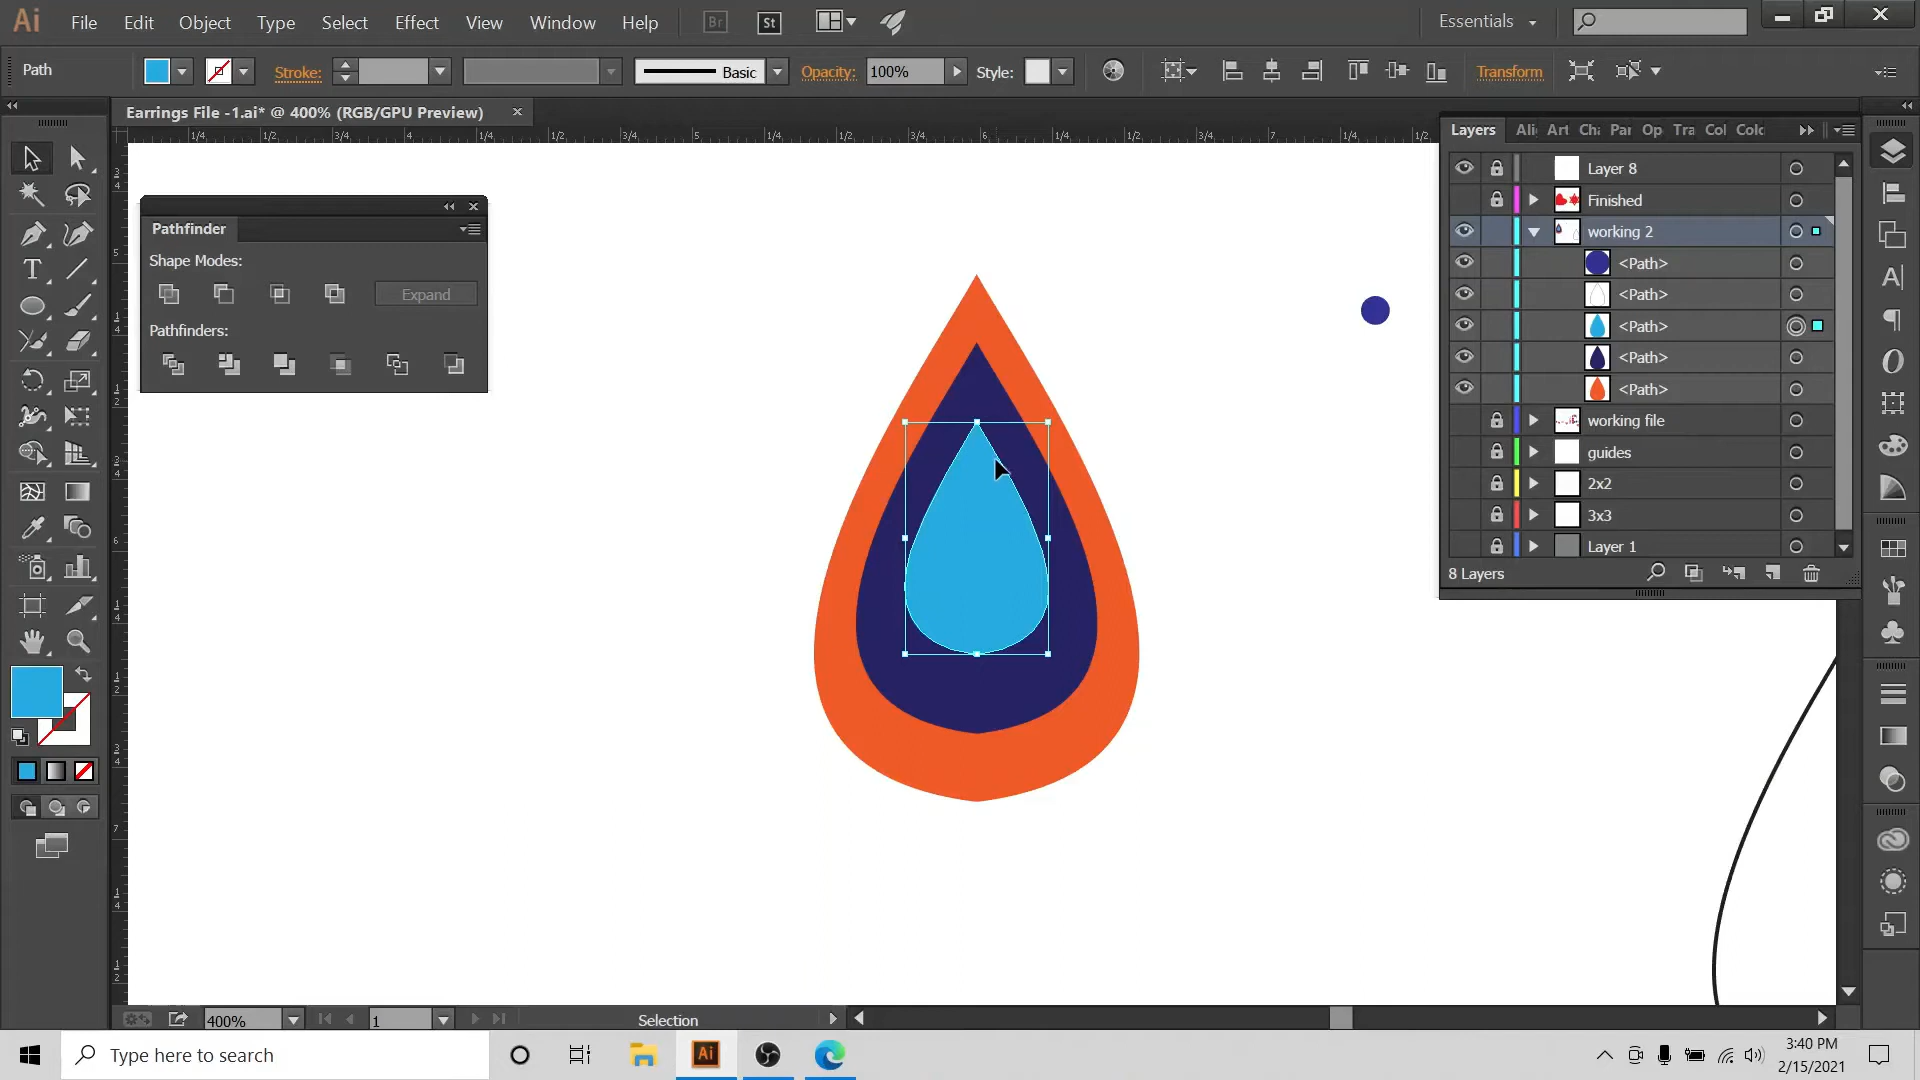 Ai File Edit Object Type Select Effect View Window Help Br St Essentials
Path Stroke: Basic Opacity: 100% Style: Transform
Earrings File -1.ai* @ 400% (RGB/GPU Preview)
Pathfinder
Shape Modes:
Expand
Pathfinders:
Layers Ali Art Cha Par Op Tra Col Colo
Layer 8
Finished
working 2
<Path>
<Path>
<Path>
<Path>
<Path>
working file
guides
2x2
3x3
Layer 1
8 Layers
400% 1 Selection
Type here to search
Ai
3:40 PM
2/15/2021